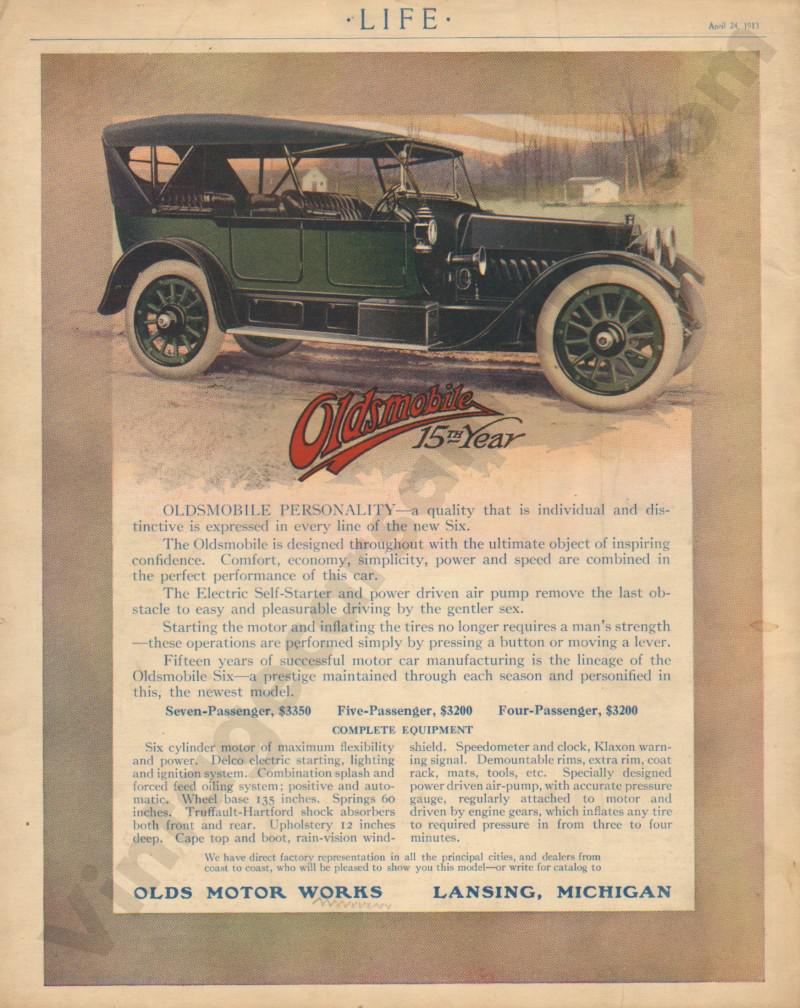 ·LIFE·
April 24, 1913
Oldsmobile
15TH Year
OLDSMOBILE PERSONALITY—a quality that is individual and dis-
tinctive is expressed in every line of the new Six.
The Oldsmobile is designed throughout with the ultimate object of inspiring
confidence. Comfort, economy, simplicity, power and speed are combined in
the perfect performance of this car.
The Electric Self-Starter and power driven air pump remove the last ob-
stacle to easy and pleasurable driving by the gentler sex.
Starting the motor and inflating the tires no longer requires a man's strength
—these operations are performed simply by pressing a button or moving a lever.
Fifteen years of successful motor car manufacturing is the lineage of the
Oldsmobile Six—a prestige maintained through each season and personified in
this, the newest model.
Seven-Passenger, $3350 Five-Passenger, $3200 Four-Passenger, $3200
COMPLETE EQUIPMENT
Six cylinder motor of maximum flexibility
and power. Delco electric starting, lighting
and ignition system. Combination splash and
forced feed oiling system; positive and auto-
matic. Wheel base 135 inches. Springs 60
inches. Truffault-Hartford shock absorbers
both front and rear. Upholstery 12 inches
deep. Cape top and boot, rain-vision wind-
shield. Speedometer and clock, Klaxon warn-
ing signal. Demountable rims, extra rim, coat
rack, mats, tools, etc. Specially designed
power driven air-pump, with accurate pressure
gauge, regularly attached to motor and
driven by engine gears, which inflates any tire
to required pressure in from three to four
minutes.
We have direct factory representation in all the principal cities, and dealers from
coast to coast, who will be pleased to show you this model—or write for catalog to
OLDS MOTOR WORKS LANSING, MICHIGAN